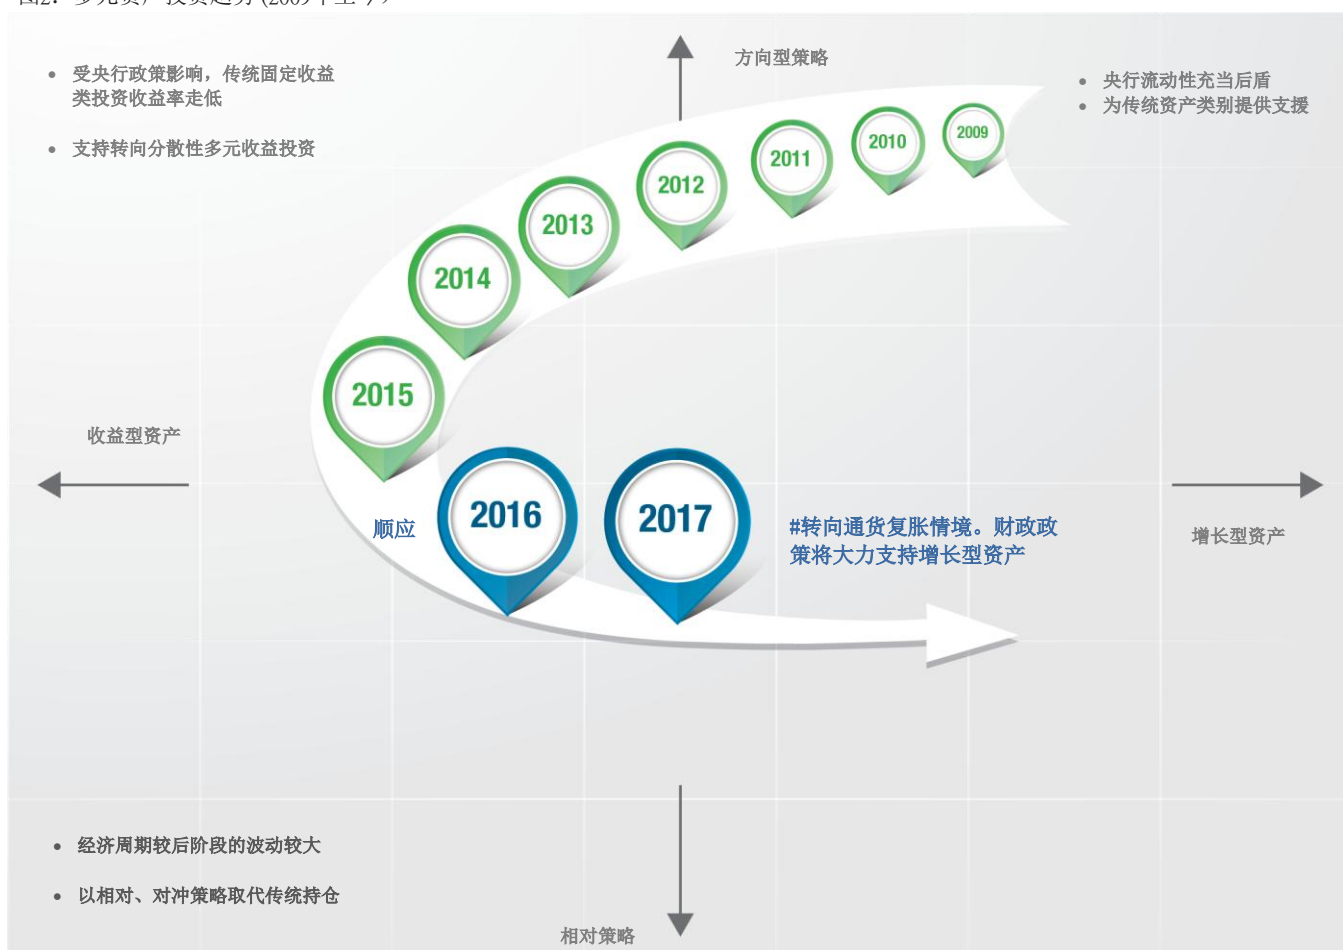 方向型策略
受央行政策影响，传统固定收益
类投资收益率走低
支持转向分散性多元收益投资
央行流动性充当后盾
为传统资产类别提供支援
2009
2010
2011
2012
2013
2014
2015
收益型资产
2016
2017
顺应
#转向通货复胀情境。财政政
策将大力支持增长型资产
增长型资产
经济周期较后阶段的波动较大
以相对、对冲策略取代传统持仓
相对策略